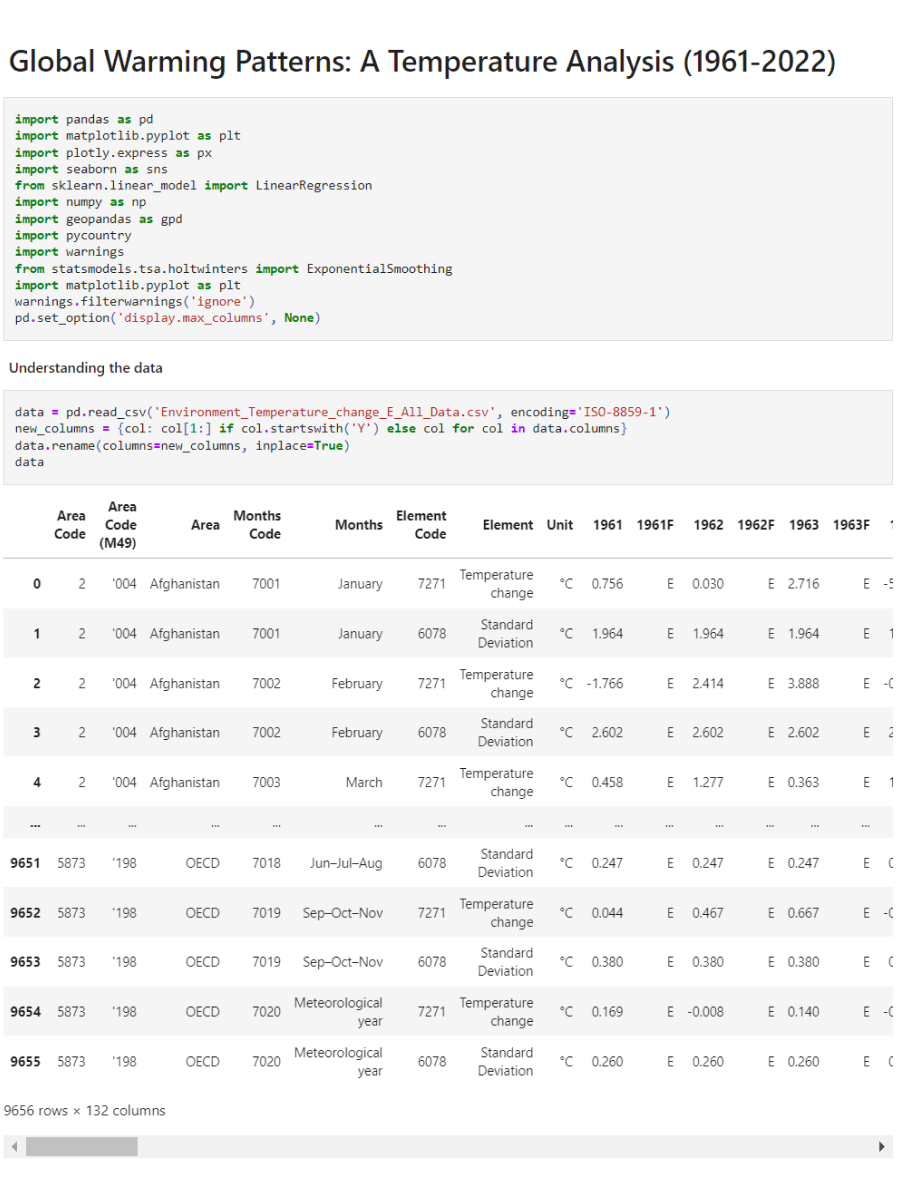 Global Warming Patterns: A Temperature Analysis (1961-2022)
import pandas as pd
import matplotlib.pyplot as plt
import plotly.express as px
import seaborn as sns
from sklearn.linear_model import LinearRegression
import numpy as np
import geopandas as gpd
import pycountry
import warnings
from statsmodels.tsa.holtwinters import ExponentialSmoothing
import matplotlib.pyplot as plt
warnings.filterwarnings('ignore')
pd.set_option('display.max_columns', None)
Understanding the data
data = pd.read_csv('Environment_Temperature_change_E_All_Data.csv', encoding='ISO-8859-1')
new_columns = {col: col[1:] if col.startswith('Y') else col for col in data.columns}
data.rename(columns=new_columns, inplace=True)
data
Area Code Area Code (M49) Area Months Code Months Element Code Element Unit 1961 1961F 1962 1962F 1963 1963F
0 2 '004 Afghanistan 7001 January 7271 Temperature change °C 0.756 E 0.030 E 2.716 E
1 2 '004 Afghanistan 7001 January 6078 Standard Deviation °C 1.964 E 1.964 E 1.964 E
2 2 '004 Afghanistan 7002 February 7271 Temperature change °C -1.766 E 2.414 E 3.888 E
3 2 '004 Afghanistan 7002 February 6078 Standard Deviation °C 2.602 E 2.602 E 2.602 E
4 2 '004 Afghanistan 7003 March 7271 Temperature change °C 0.458 E 1.277 E 0.363 E
... ... ... ... ... ... ... ... ... ... ... ... ... ... ...
9651 5873 '198 OECD 7018 Jun–Jul–Aug 6078 Standard Deviation °C 0.247 E 0.247 E 0.247 E
9652 5873 '198 OECD 7019 Sep–Oct–Nov 7271 Temperature change °C 0.044 E 0.467 E 0.667 E
9653 5873 '198 OECD 7019 Sep–Oct–Nov 6078 Standard Deviation °C 0.380 E 0.380 E 0.380 E
9654 5873 '198 OECD 7020 Meteorological year 7271 Temperature change °C 0.169 E -0.008 E 0.140 E
9655 5873 '198 OECD 7020 Meteorological year 6078 Standard Deviation °C 0.260 E 0.260 E 0.260 E
9656 rows × 132 columns